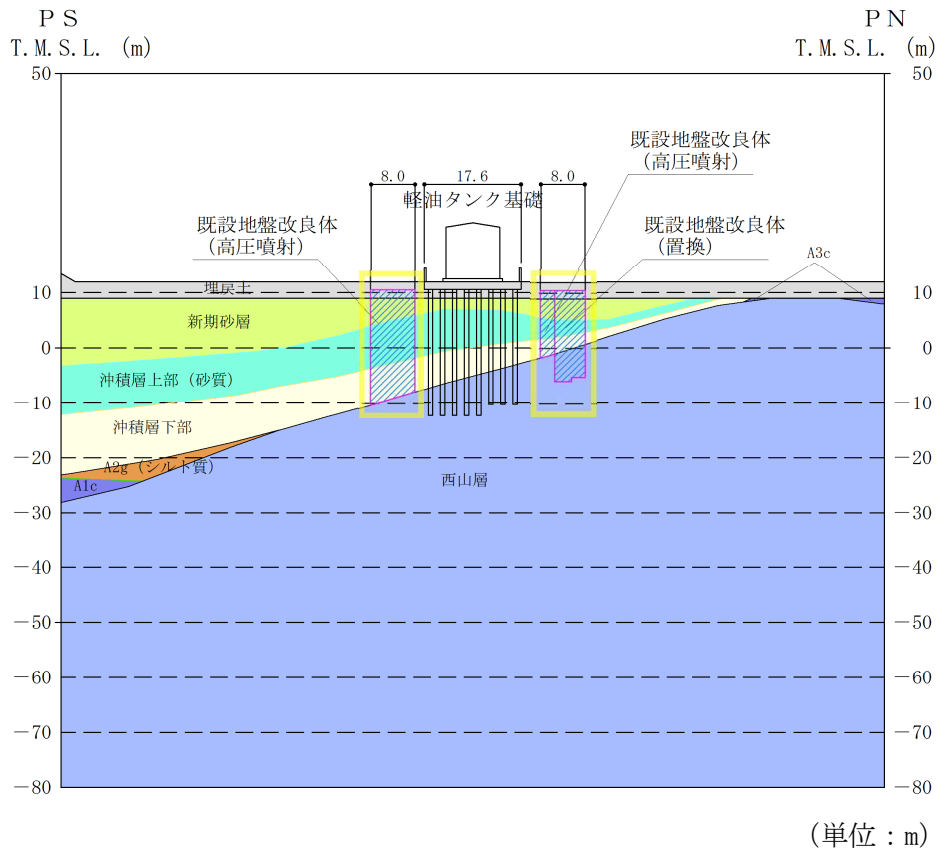 PS
PN
T.M.S.L. (m)
T.M.S.L. (m)
50
50
既設地盤改良体
(高圧噴射)
8.0
17.6
8.0
軽油タンク基礎
既設地盤改良体
(高圧噴射)
既設地盤改良体
(置換)
A3c
10
埋戻土
10
新期砂層
0
0
沖積層上部(砂質)
-10
-10
沖積層下部
-20
A2g(シルト質)
-20
西山層
A1c
-30
-30
-40
-40
-50
-50
-60
-60
-70
-70
-80
-80
(単位:m)